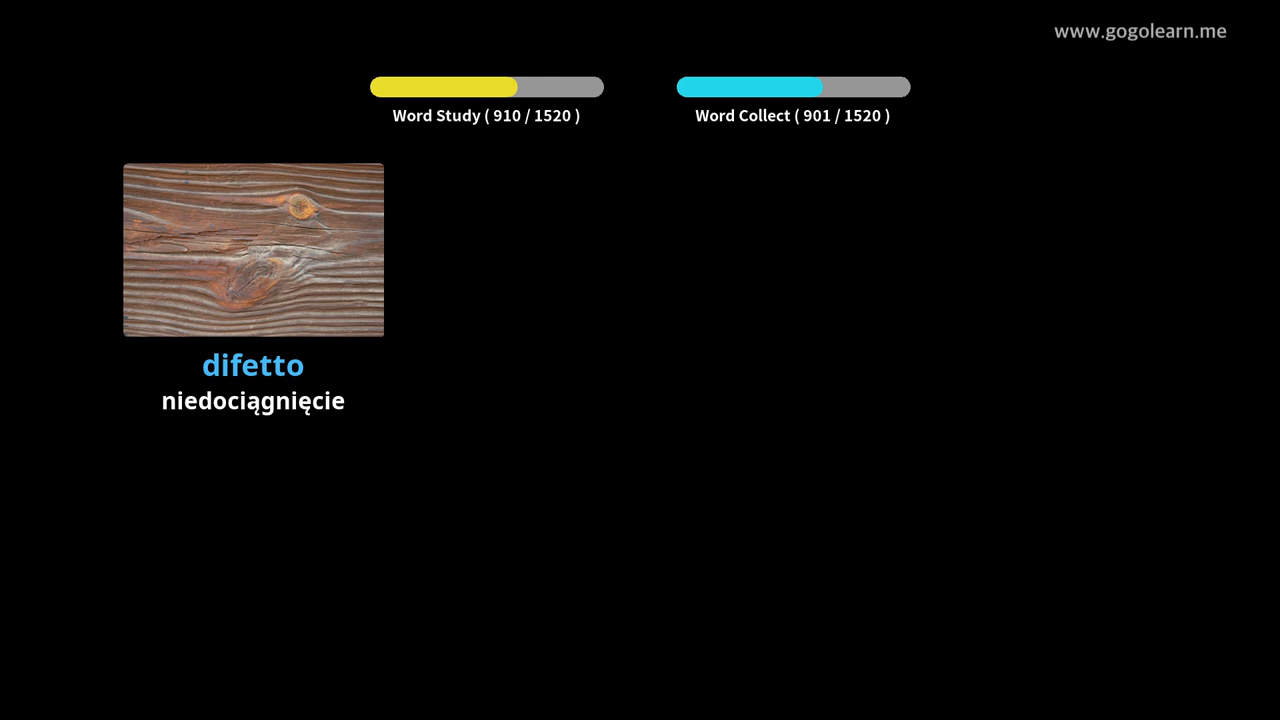 www.gogolearn.me
Word Study ( 910 / 1520 )
Word Collect ( 901 / 1520 )
difetto
niedociągnięcie